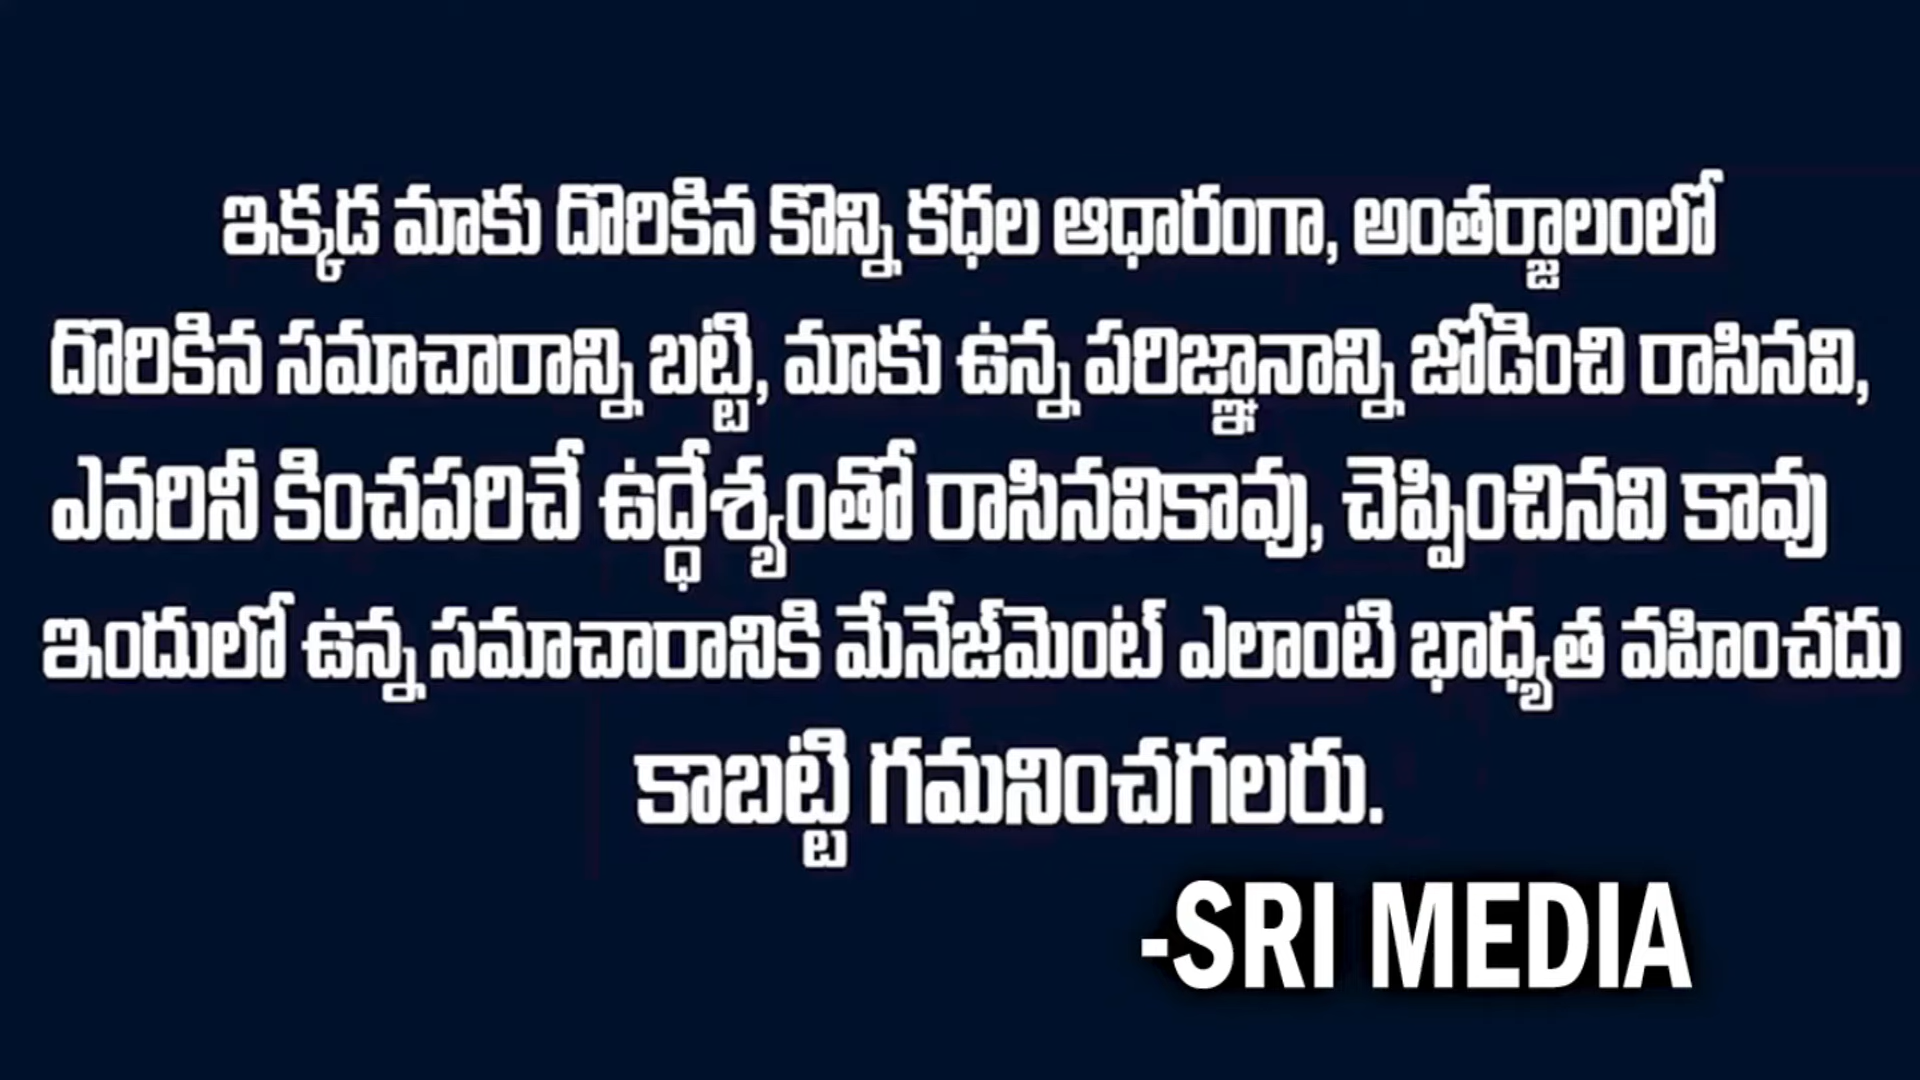 ఇక్కడ మాకు దొరికిన కొన్ని కధల ఆధారంగా, అంతర్జాలంలో
దొరికిన సమాచారాన్ని బట్టి, మాకు ఉన్న పరిజ్ఞానాన్ని జోడించి రాసినవి,
ఎవరినీ కించపరిచే ఉద్ధేశ్యంతో రాసినవికావు, చెప్పించినవి కావు
ఇందులో ఉన్న సమాచారానికి మేనేజ్‌మెంట్ ఎలాంటి భాధ్యత వహించదు
కాబట్టి గమనించగలరు.
-SRI MEDIA